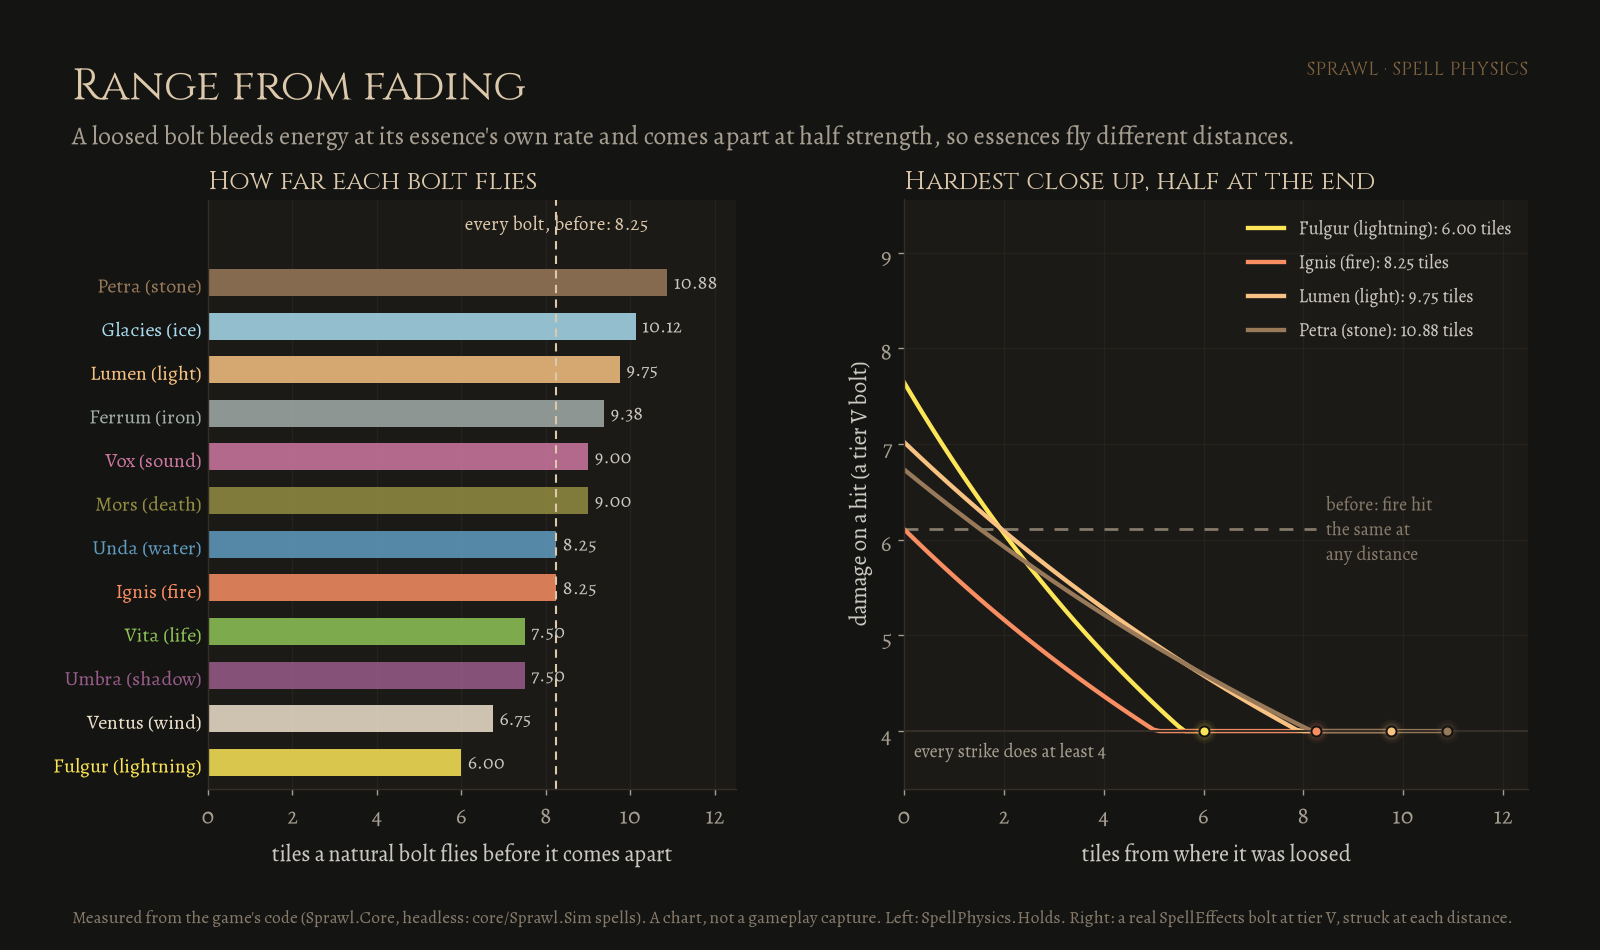 Range from fading
SPRAWL · SPELL PHYSICS
A loosed bolt bleeds energy at its essence's own rate and comes apart at half strength, so essences fly different distances.
How far each bolt flies
every bolt, before: 8.25
Petra (stone) 10.88
Glacies (ice) 10.12
Lumen (light) 9.75
Ferrum (iron) 9.38
Vox (sound) 9.00
Mors (death) 9.00
Unda (water) 8.25
Ignis (fire) 8.25
Vita (life) 7.50
Umbra (shadow) 7.50
Ventus (wind) 6.75
Fulgur (lightning) 6.00
0 2 4 6 8 10 12
tiles a natural bolt flies before it comes apart
Hardest close up, half at the end
Fulgur (lightning): 6.00 tiles
Ignis (fire): 8.25 tiles
Lumen (light): 9.75 tiles
Petra (stone): 10.88 tiles
damage on a hit (a tier V bolt)
9
8
7
6
5
4
before: fire hit
the same at
any distance
every strike does at least 4
0 2 4 6 8 10 12
tiles from where it was loosed
Measured from the game's code (Sprawl.Core, headless: core/Sprawl.Sim spells). A chart, not a gameplay capture. Left: SpellPhysics.Holds. Right: a real SpellEffects bolt at tier V, struck at each distance.